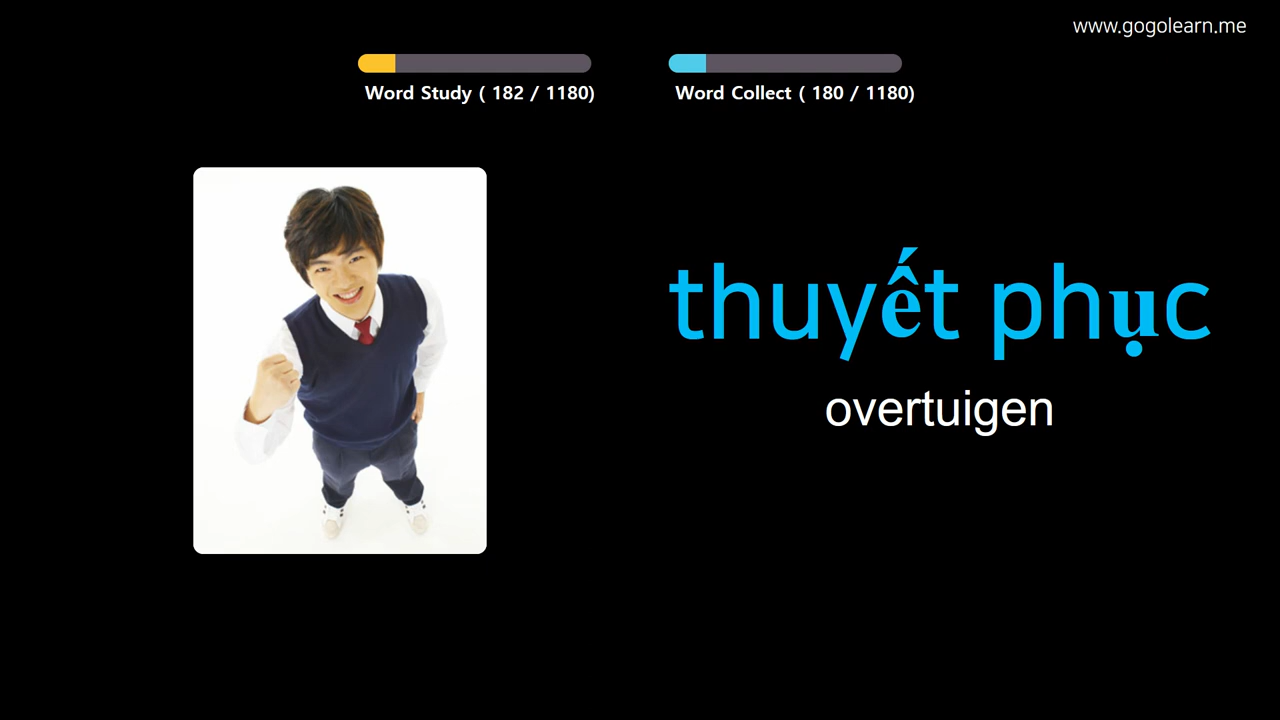 www.gogolearn.me
Word Study ( 182 / 1180)
Word Collect ( 180 / 1180)
thuyết phục
overtuigen